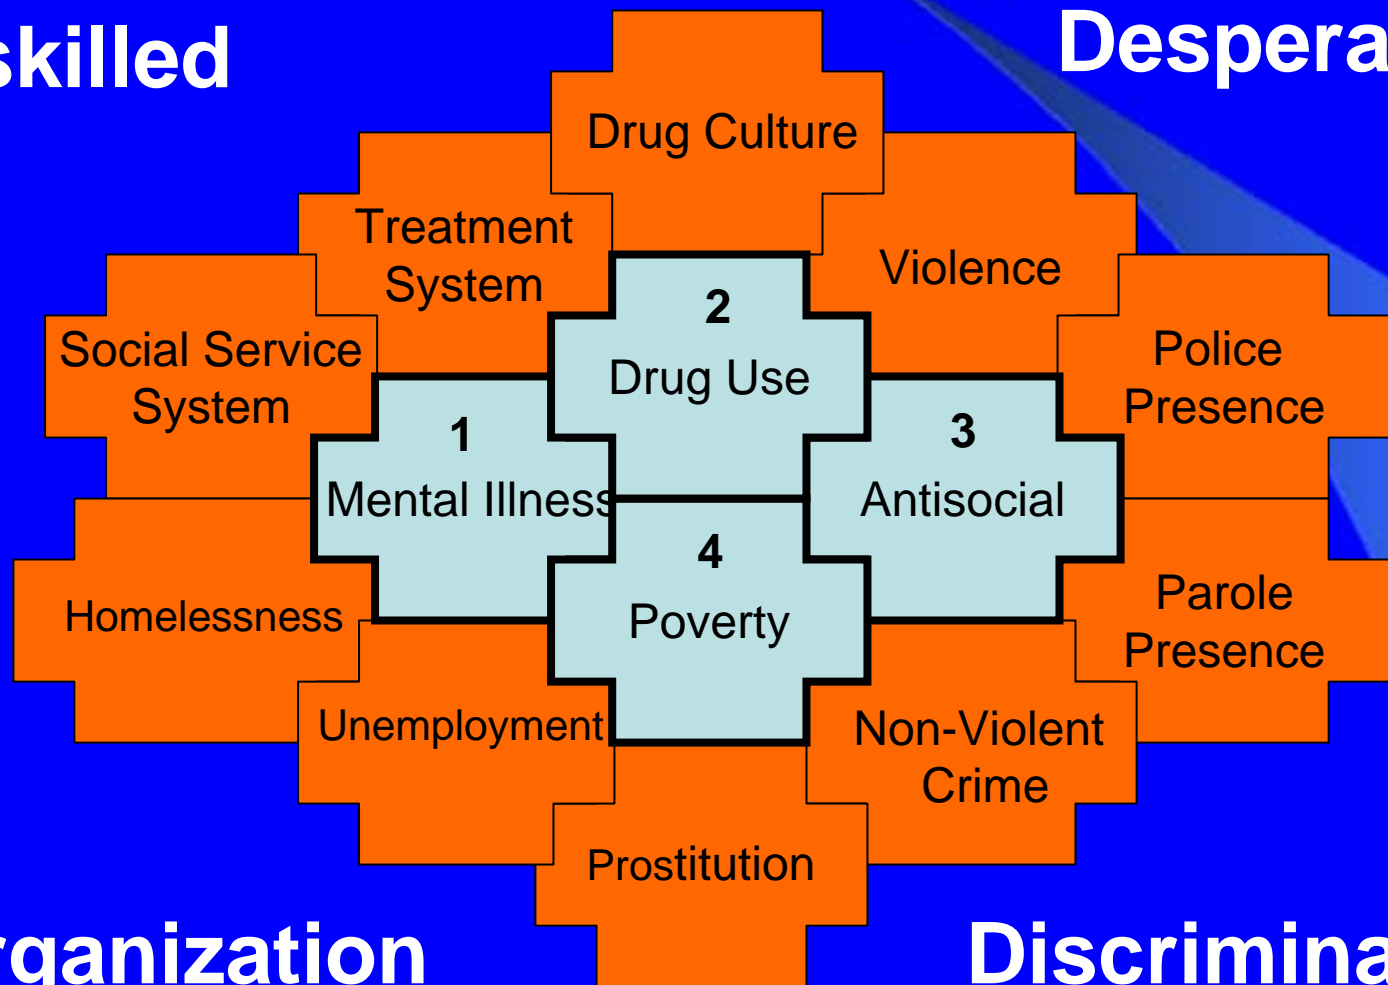 skilled
Despera
Drug Culture
Treatment
System
Violence
Social Service
System
2
Drug Use
Police
Presence
1
Mental Illness
3
Antisocial
4
Poverty
Homelessness
Parole
Presence
Unemployment
Non-Violent
Crime
Prostitution
rganization
Discrimina